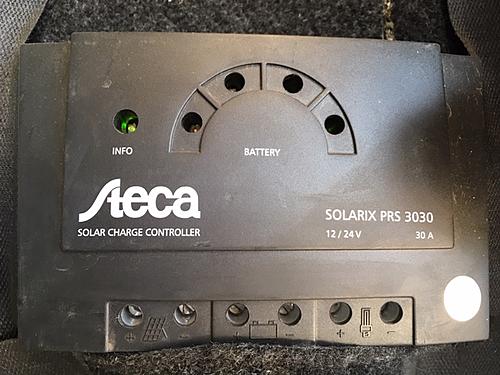 INFO
BATTERY
Steca
SOLAR CHARGE CONTROLLER
SOLARIX PRS 3030
12 / 24 V 30 A
+ −
+ −
+ −